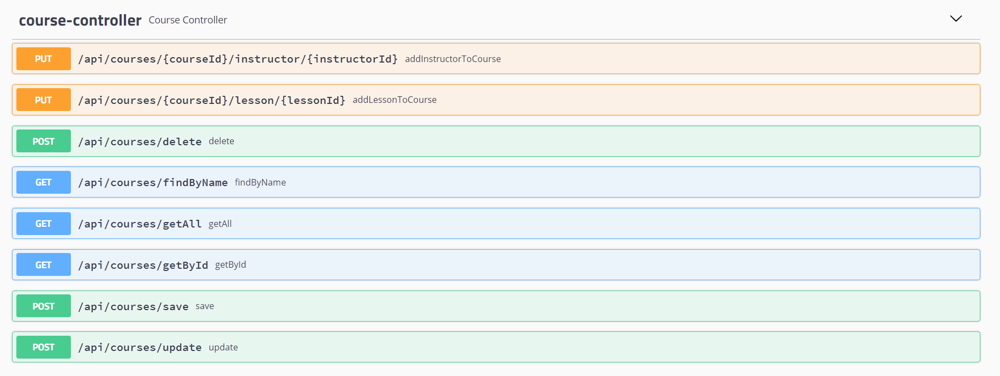 course-controller Course Controller
PUT /api/courses/{courseId}/instructor/{instructorId} addInstructorToCourse
PUT /api/courses/{courseId}/lesson/{lessonId} addLessonToCourse
POST /api/courses/delete delete
GET /api/courses/findByName findByName
GET /api/courses/getAll getAll
GET /api/courses/getById getById
POST /api/courses/save save
POST /api/courses/update update